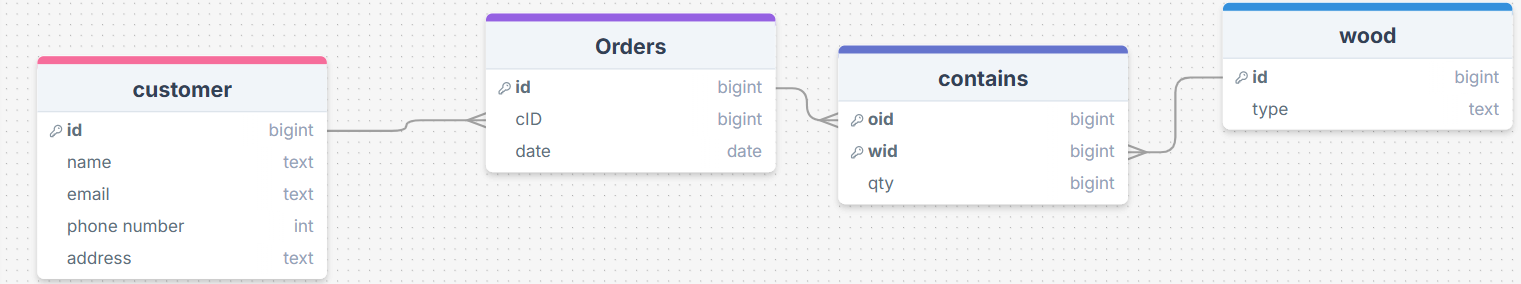 customer
id bigint
name text
email text
phone number int
address text
Orders
id bigint
cID bigint
date date
contains
oid bigint
wid bigint
qty bigint
wood
id bigint
type text